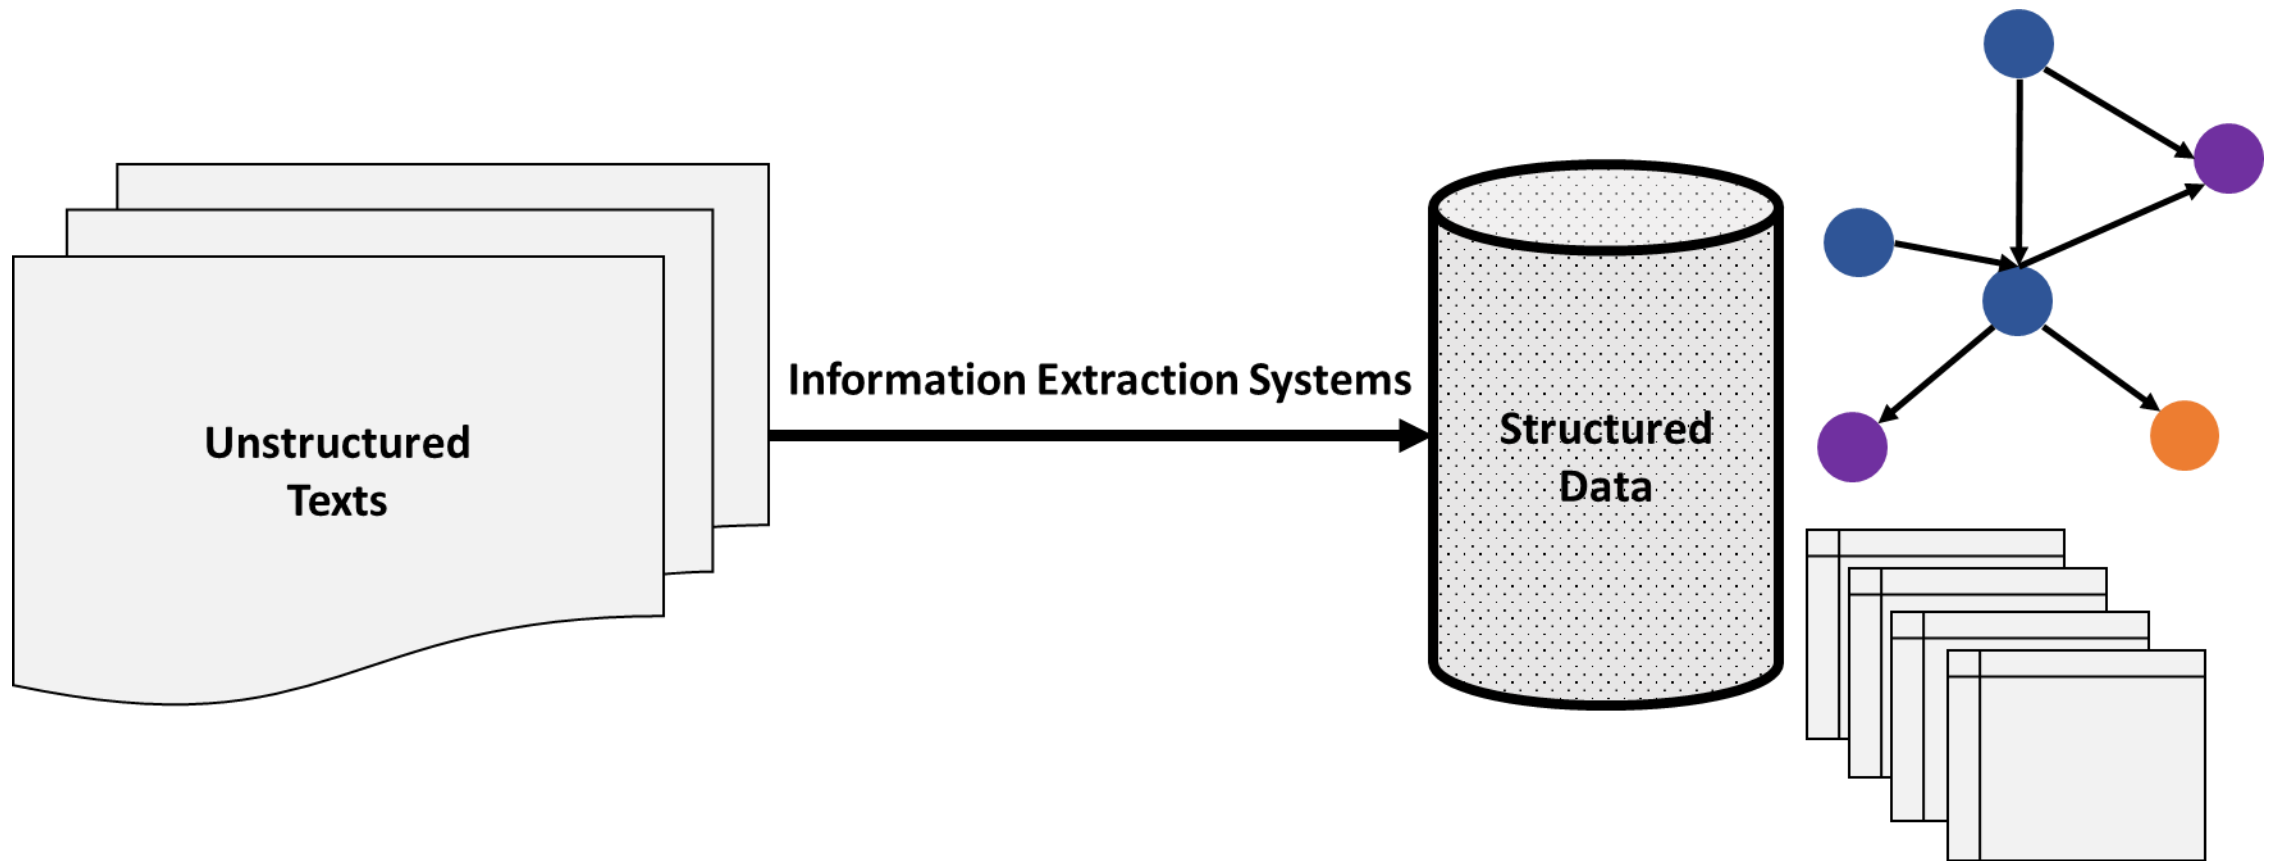 Unstructured
Texts
Information Extraction Systems
Structured
Data